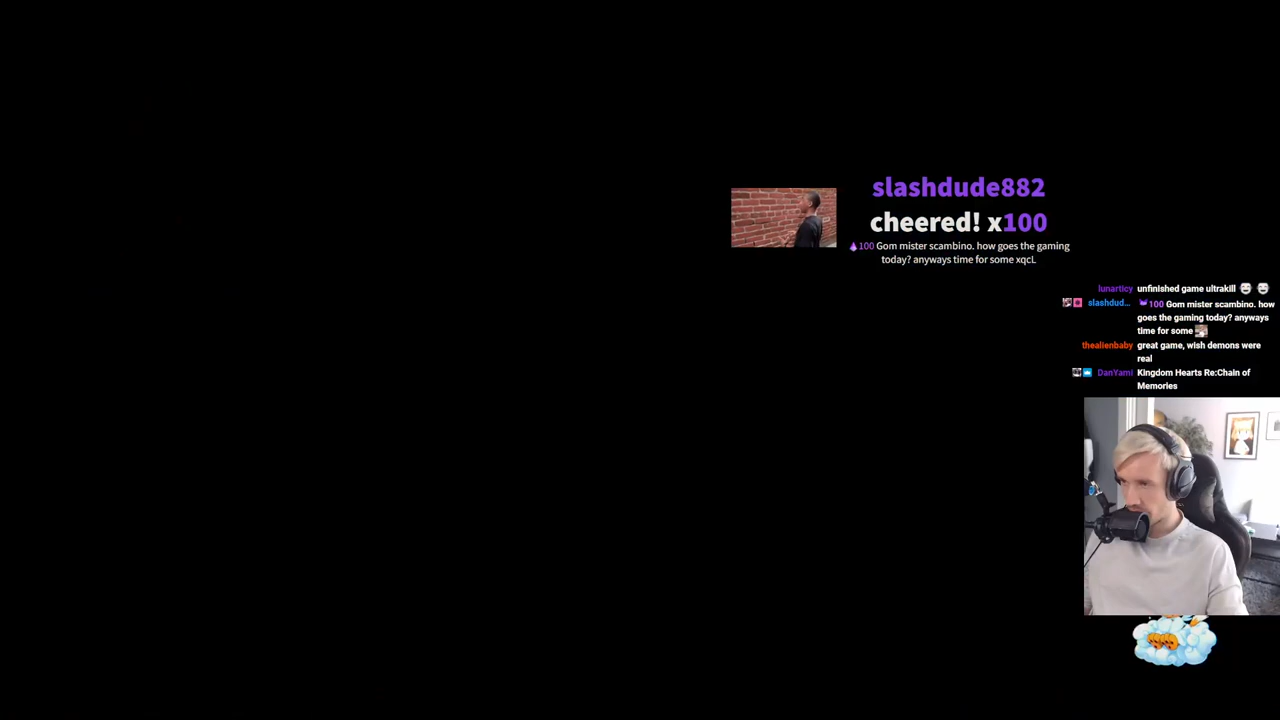 slashdude882
cheered! x100
100 Gom mister scambino. how goes the gaming
today? anyways time for some xqcL
lunarticy unfinished game ultrakill
slashdud... 100 Gom mister scambino. how
goes the gaming today? anyways
time for some
thealienbaby great game, wish demons were
real
DanYami Kingdom Hearts Re:Chain of
Memories